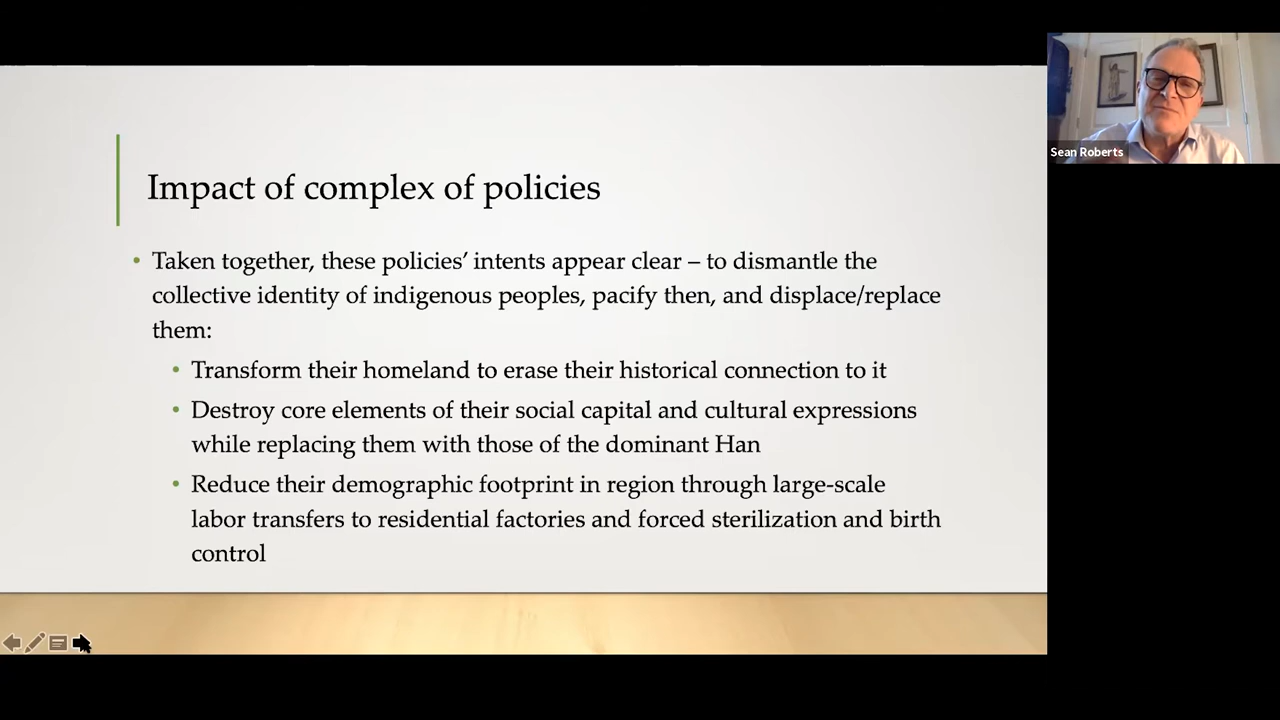 Impact of complex of policies
• Taken together, these policies' intents appear clear – to dismantle the
collective identity of indigenous peoples, pacify then, and displace/replace
them:
• Transform their homeland to erase their historical connection to it
• Destroy core elements of their social capital and cultural expressions
while replacing them with those of the dominant Han
• Reduce their demographic footprint in region through large-scale
labor transfers to residential factories and forced sterilization and birth
control
Sean Roberts